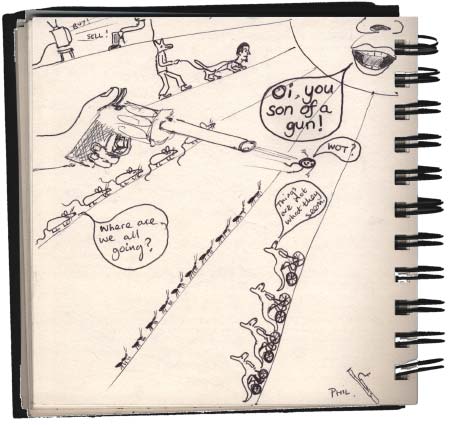 BUY!
SELL!
Oi, you
son of a
gun!
WOT?
Things
are not
what they
seem!
Where are
we all
going?
PHIL.